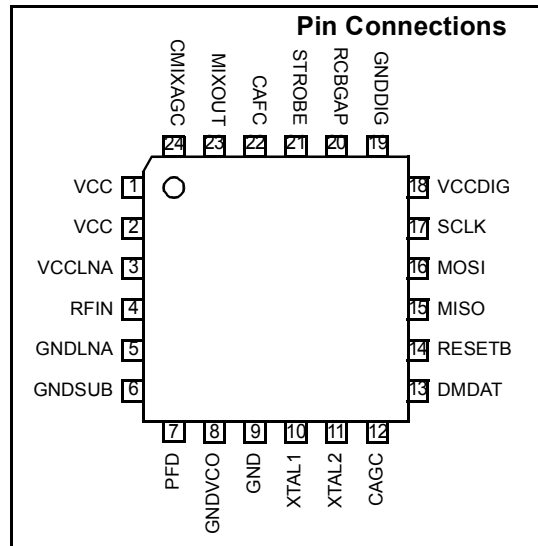 Pin Connections
CMIXAGC MIXOUT CAFC STROBE RCBGAP GNDDIG
24 23 22 21 20 19
VCC 1
VCC 2
VCCLNA 3
RFIN 4
GNDLNA 5
GNDSUB 6
18 VCCDIG
17 SCLK
16 MOSI
15 MISO
14 RESETB
13 DMDAT
7 8 9 10 11 12
PFD GNDVCO GND XTAL1 XTAL2 CAGC